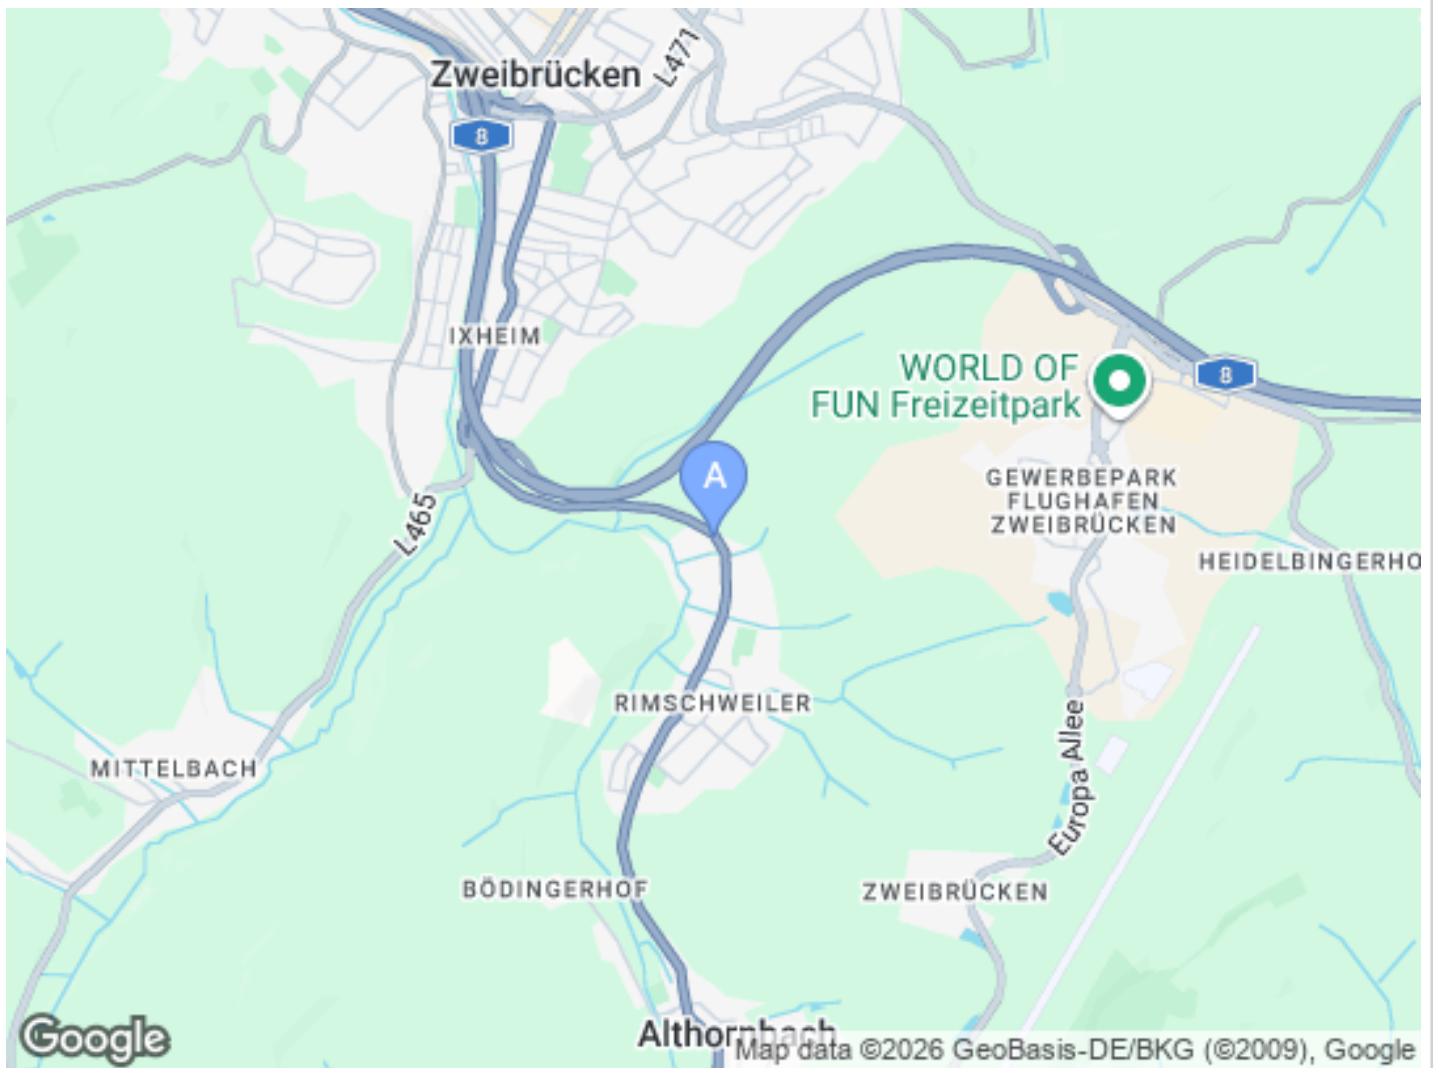 L471
Zweibrücken
8
IXHEIM
WORLD OF
FUN Freizeitpark
8
A
GEWERBEPARK
FLUGHAFEN
ZWEIBRÜCKEN
L465
HEIDELBINGERHO
RIMSCHWEILER
Europa Allee
MITTELBACH
BÖDINGERHOF
ZWEIBRÜCKEN
Althornbach
Google
Map data ©2026 GeoBasis-DE/BKG (©2009), Google